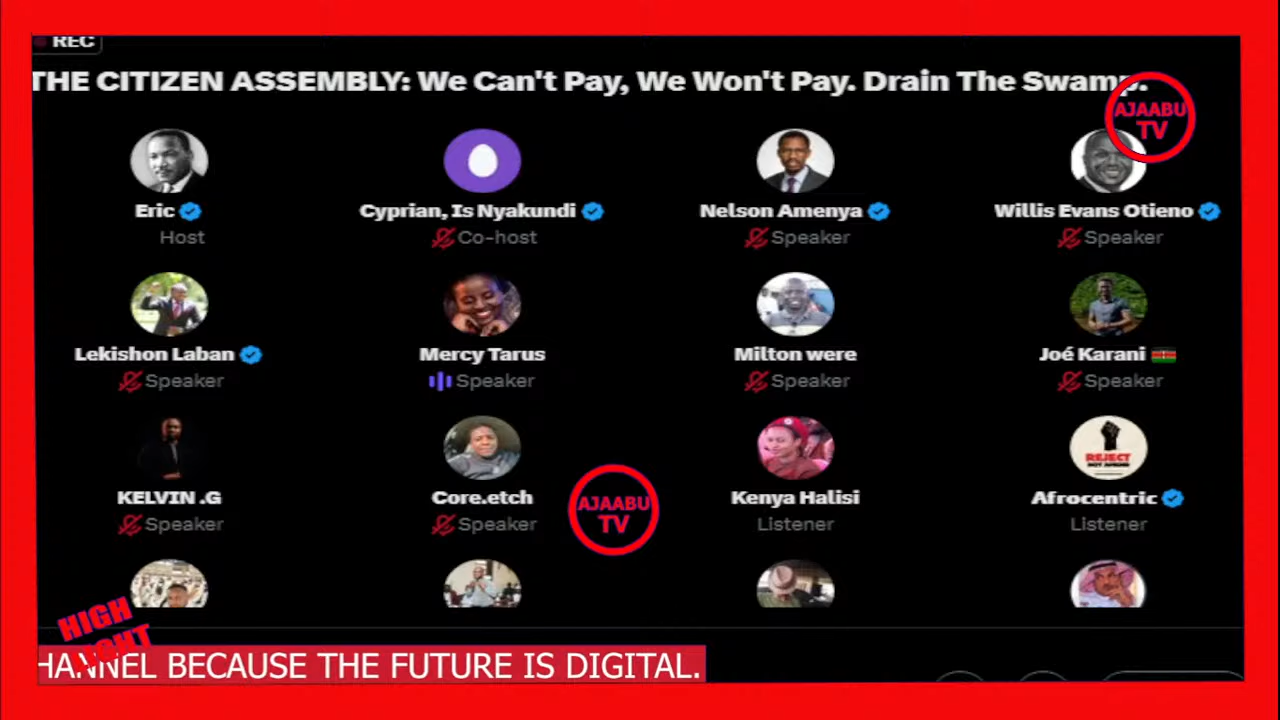 REC
THE CITIZEN ASSEMBLY: We Can't Pay, We Won't Pay. Drain The Swamp.
AJAABU
TV
Eric
Cyprian, Is Nyakundi
Nelson Amenya
Willis Evans Otieno
Host
Co-host
Speaker
Speaker
Lekishon Laban
Mercy Tarus
Milton were
Joé Karani
Speaker
Speaker
Speaker
Speaker
REJECT
NOT AMEND
KELVIN .G
Core.etch
Kenya Halisi
Afrocentric
Speaker
Speaker
Listener
Listener
AJAABU
TV
HIGH
HANNEL BECAUSE THE FUTURE IS DIGITAL.